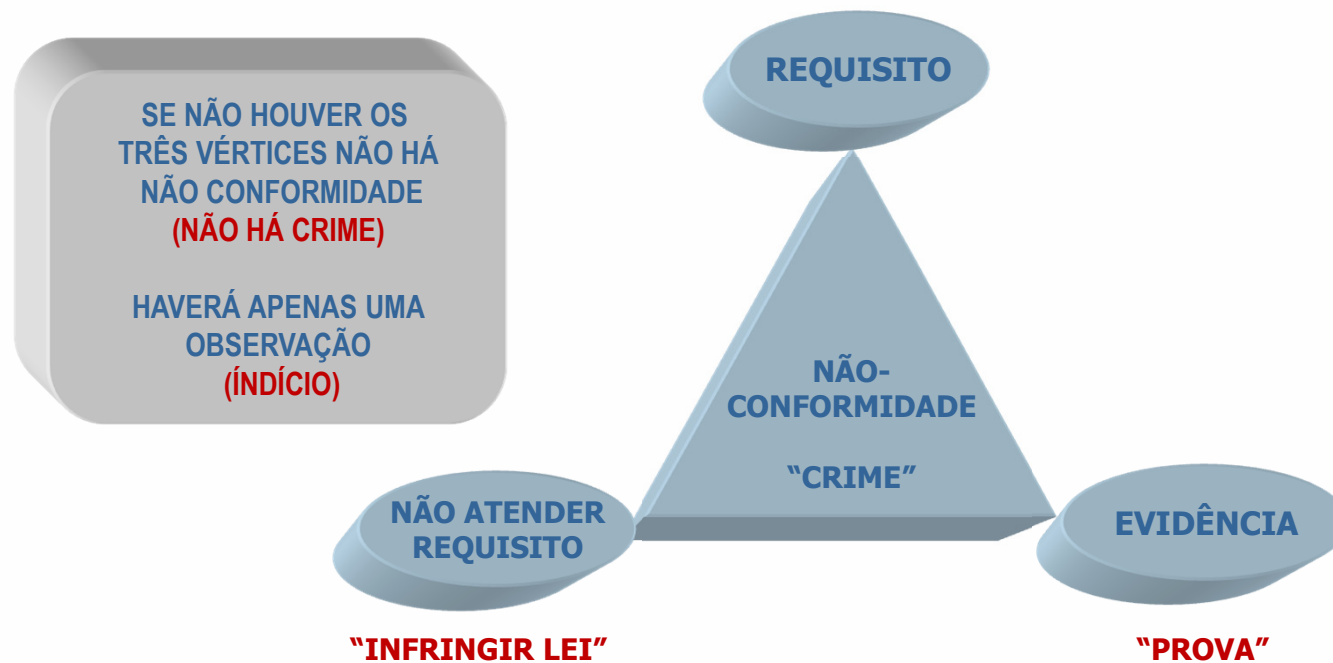 SE NÃO HOUVER OS
TRÊS VÉRTICES NÃO HÁ
NÃO CONFORMIDADE
(NÃO HÁ CRIME)
HAVERÁ APENAS UMA
OBSERVAÇÃO
(ÍNDÍCIO)
REQUISITO
NÃO-
CONFORMIDADE
“CRIME”
NÃO ATENDER
REQUISITO
“INFRINGIR LEI”
EVIDÊNCIA
“PROVA”